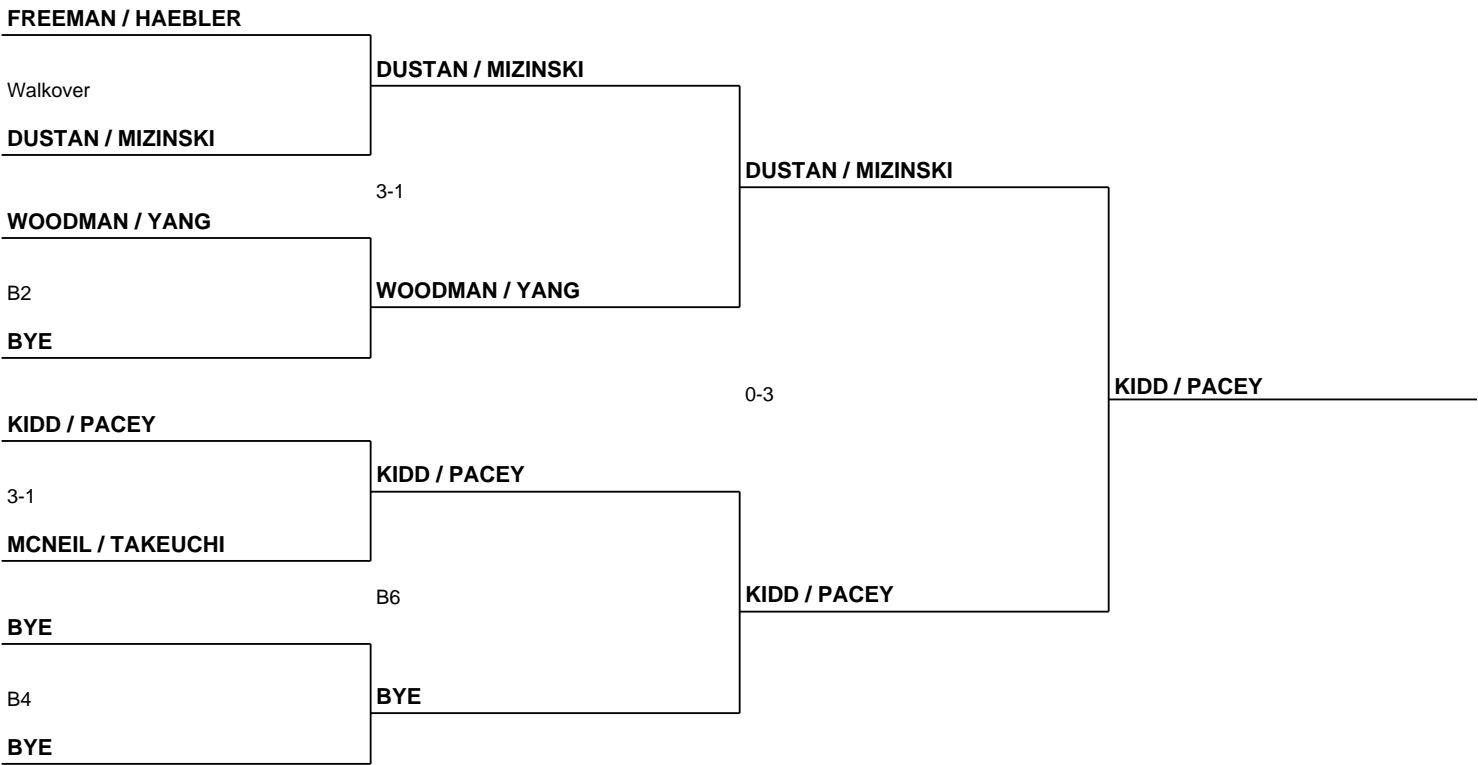 FREEMAN / HAEBLER
Walkover
DUSTAN / MIZINSKI
WOODMAN / YANG
B2
BYE
KIDD / PACEY
3-1
MCNEIL / TAKEUCHI
BYE
B4
BYE
DUSTAN / MIZINSKI
3-1
WOODMAN / YANG
KIDD / PACEY
B6
BYE
DUSTAN / MIZINSKI
0-3
KIDD / PACEY
KIDD / PACEY